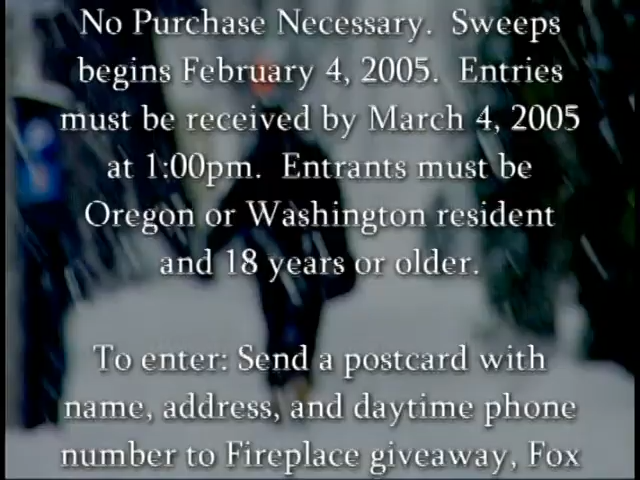 No Purchase Necessary.  Sweeps
begins February 4, 2005.  Entries
must be received by March 4, 2005
at 1:00pm.  Entrants must be
Oregon or Washington resident
and 18 years or older.
To enter: Send a postcard with
name, address, and daytime phone
number to Fireplace giveaway, Fox